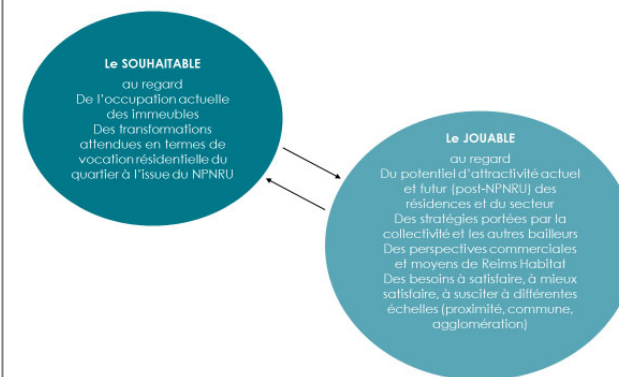 Le SOUHAITABLE
au regard
De l'occupation actuelle
des immeubles
Des transformations
attendues en termes de
vocation résidentielle du
quartier à l'issue du NPNRU
Le JOUABLE
au regard
Du potentiel d'attractivité actuel
et futur (post-NPNRU) des
résidences et du secteur
Des stratégies portées par la
collectivité et les autres bailleurs
Des perspectives commerciales
et moyens de Reims Habitat
Des besoins à satisfaire, à mieux
satisfaire, à susciter à différentes
échelles (proximité, commune,
agglomération)